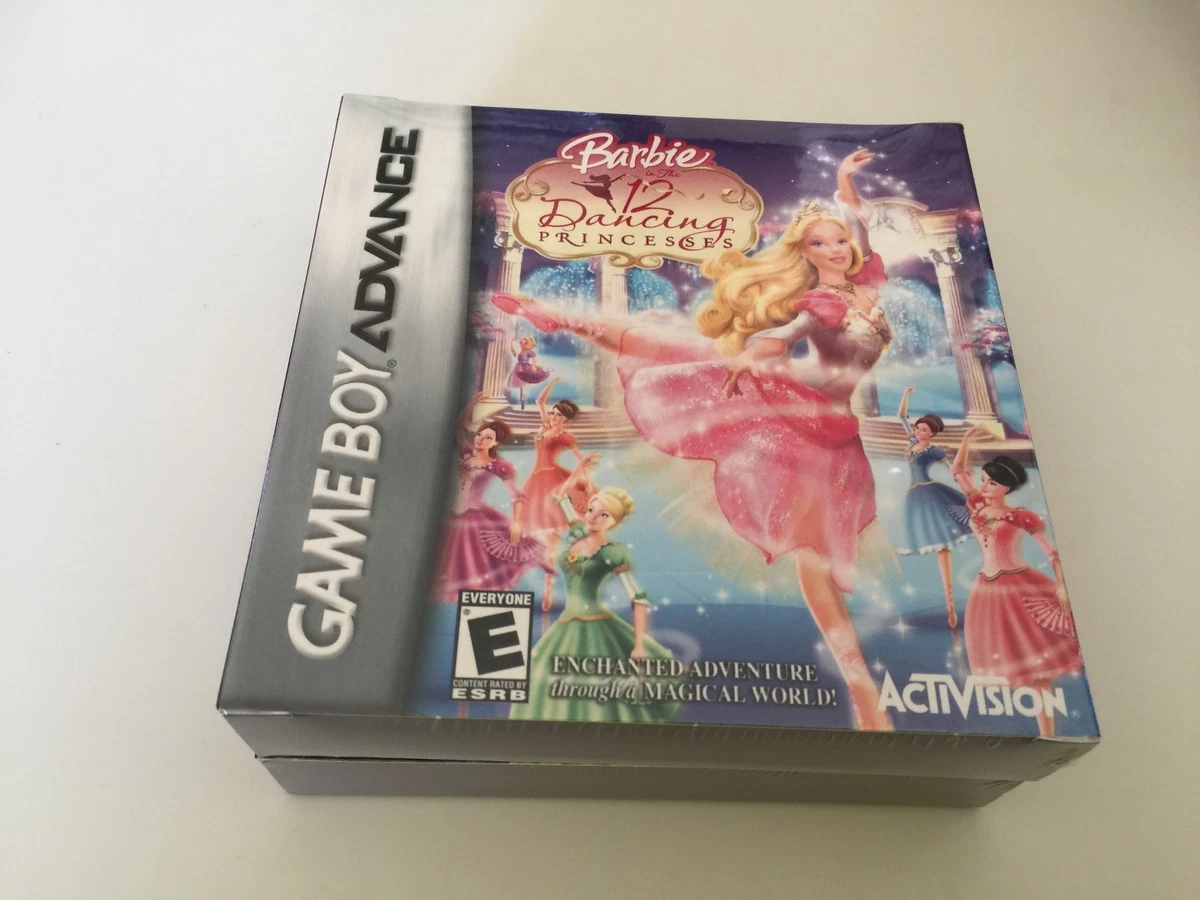 GAME BOY ADVANCE
®
Barbie
in The
12
Dancing
PRINCESSES
EVERYONE
E
®
CONTENT RATED BY
ESRB
ENCHANTED ADVENTURE
through a MAGICAL WORLD!
ACTIVISION